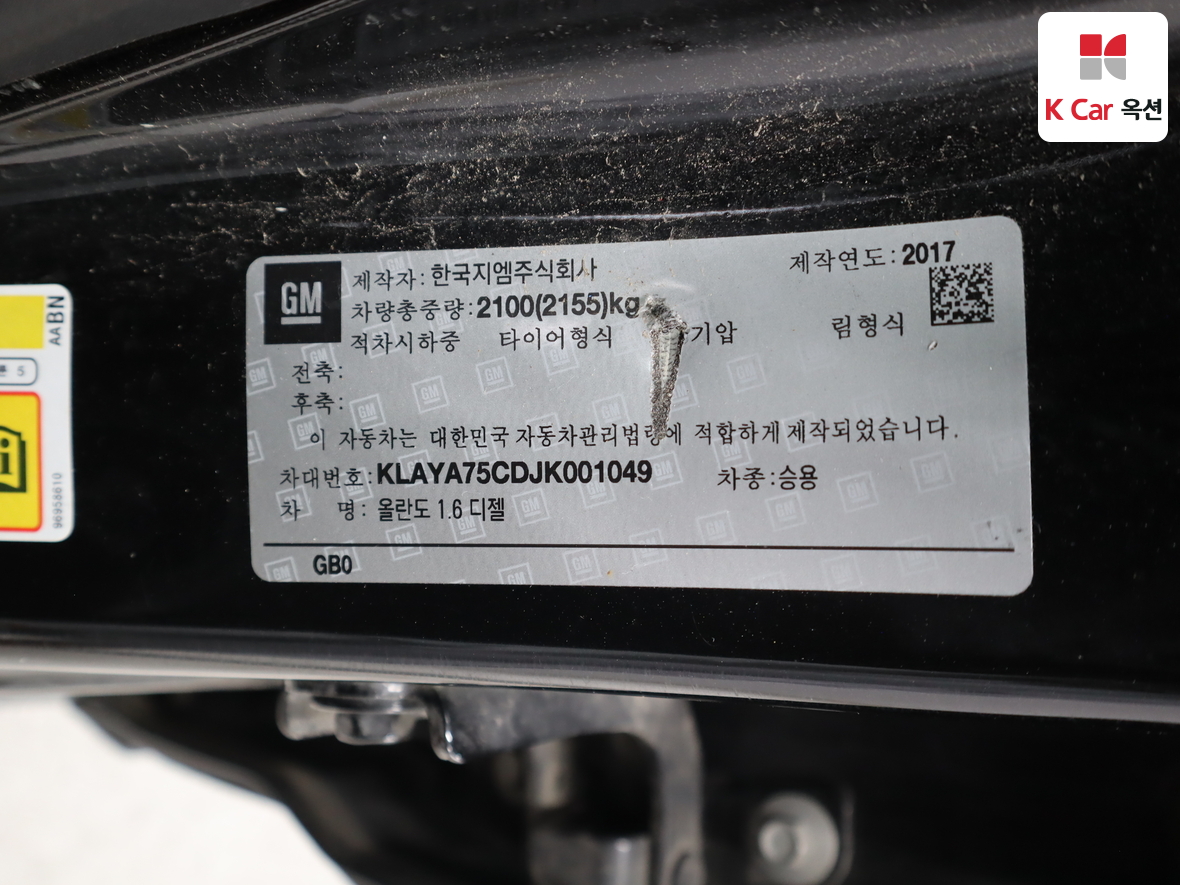 K Car 옥션
GM
제작자: 한국지엠주식회사
제작연도: 2017
차량총중량: 2100(2155)kg
적차시하중 타이어형식 기압 림형식
전축:
후축:
이 자동차는 대한민국 자동차관리법령에 적합하게 제작되었습니다.
차대번호: KLAYA75CDJK001049 차종: 승용
차 명: 올란도 1.6 디젤
GB0
AABN
5
96958610